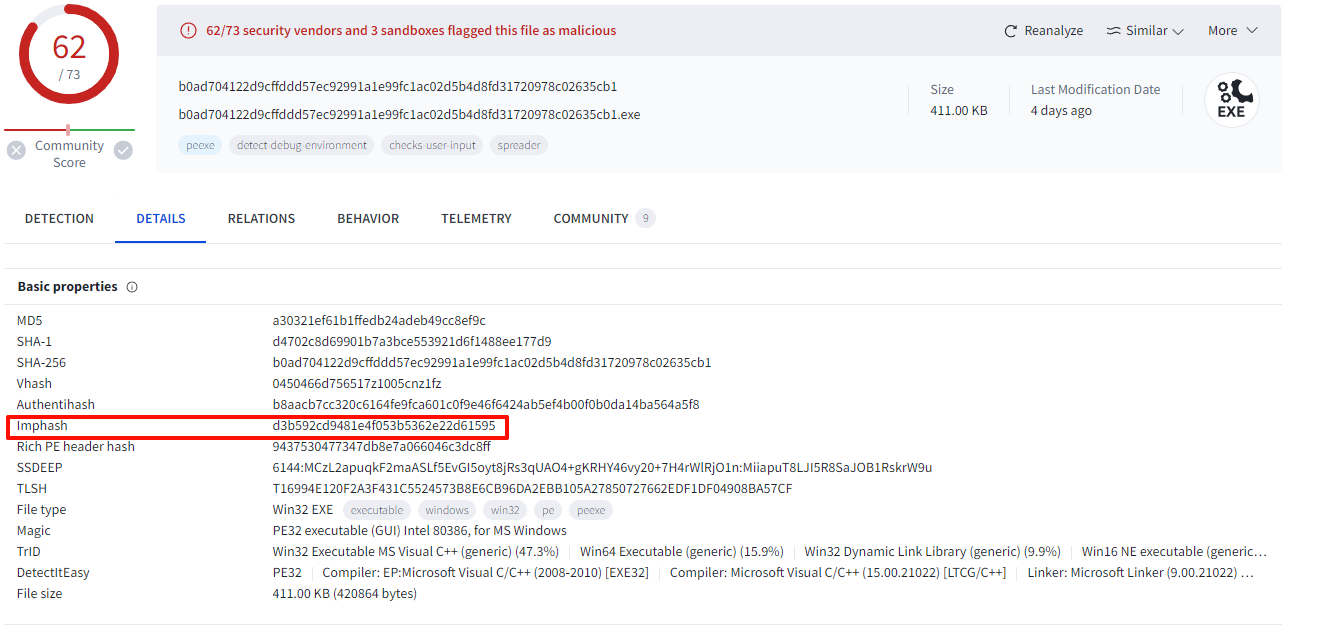 62
/ 73
Community
Score
62/73 security vendors and 3 sandboxes flagged this file as malicious
Reanalyze Similar More
b0ad704122d9cffddd57ec92991a1e99fc1ac02d5b4d8fd31720978c02635cb1
b0ad704122d9cffddd57ec92991a1e99fc1ac02d5b4d8fd31720978c02635cb1.exe
Size
411.00 KB
Last Modification Date
4 days ago
EXE
peexe detect-debug-environment checks-user-input spreader
DETECTION DETAILS RELATIONS BEHAVIOR TELEMETRY COMMUNITY 9
Basic properties
MD5 a30321ef61b1ffedb24adeb49cc8ef9c
SHA-1 d4702c8d69901b7a3bce553921d6f1488ee177d9
SHA-256 b0ad704122d9cffddd57ec92991a1e99fc1ac02d5b4d8fd31720978c02635cb1
Vhash 0450466d756517z1005cnz1fz
Authentihash b8aacb7cc320c6164fe9fca601c0f9e46f6424ab5ef4b00f0b0da14ba564a5f8
Imphash d3b592cd9481e4f053b5362e22d61595
Rich PE header hash 9437530477347db8e7a066046c3dc8ff
SSDEEP 6144:MCzL2apuqkF2maASLf5EvGI5oyt8jRs3qUAO4+gKRHY46vy20+7H4rWlRjO1n:MiiapuT8LJI5R8SaJOB1RskrW9u
TLSH T16994E120F2A3F431C5524573B8E6CB96DA2EBB105A27850727662EDF1DF04908BA57CF
File type Win32 EXE executable windows win32 pe peexe
Magic PE32 executable (GUI) Intel 80386, for MS Windows
TrID Win32 Executable MS Visual C++ (generic) (47.3%) Win64 Executable (generic) (15.9%) Win32 Dynamic Link Library (generic) (9.9%) Win16 NE executable (generic…
DetectItEasy PE32 Compiler: EP:Microsoft Visual C/C++ (2008-2010) [EXE32] Compiler: Microsoft Visual C/C++ (15.00.21022) [LTCG/C++] Linker: Microsoft Linker (9.00.21022) …
File size 411.00 KB (420864 bytes)